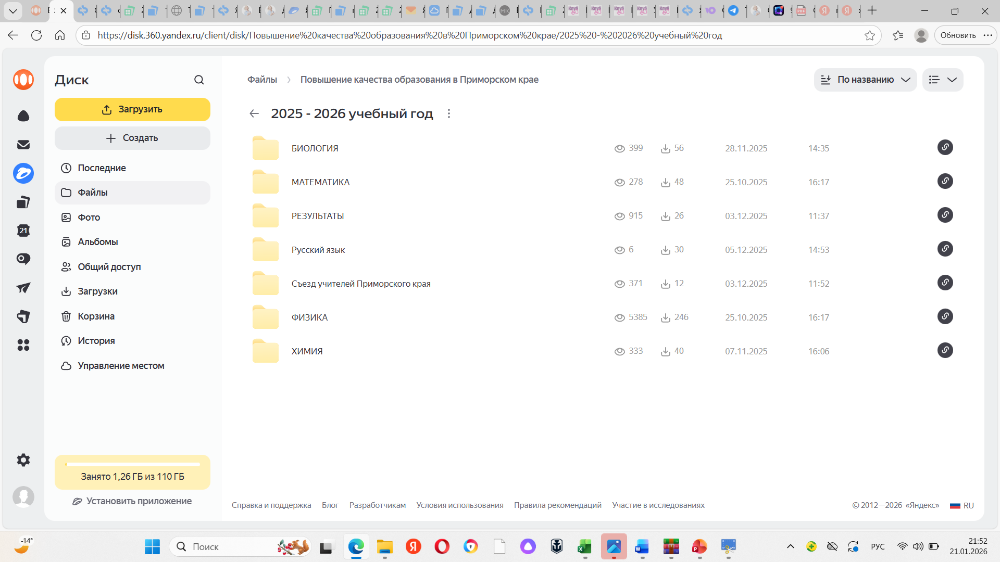 https://disk.360.yandex.ru/client/disk/Повышение%20качества%20образования%20в%20Приморском%20крае/2025%20-%202026%20учебный%20год
Обновить
Диск
Загрузить
Создать
Последние
Файлы
Фото
Альбомы
Общий доступ
Загрузки
Корзина
История
Управление местом
21
Занято 1,26 ГБ из 110 ГБ
Установить приложение
Файлы
Повышение качества образования в Приморском крае
По названию
2025 - 2026 учебный год
БИОЛОГИЯ 399 56 28.11.2025 14:35
МАТЕМАТИКА 278 48 25.10.2025 16:17
РЕЗУЛЬТАТЫ 915 26 03.12.2025 11:37
Русский язык 6 30 05.12.2025 14:53
Съезд учителей Приморского края 371 12 03.12.2025 11:52
ФИЗИКА 5385 246 25.10.2025 16:17
ХИМИЯ 333 40 07.11.2025 16:06
Справка и поддержка Блог Разработчикам Условия использования Правила рекомендаций Участие в исследованиях
© 2012—2026 «Яндекс» RU
-14°
Поиск
РУС
21:52
21.01.2026